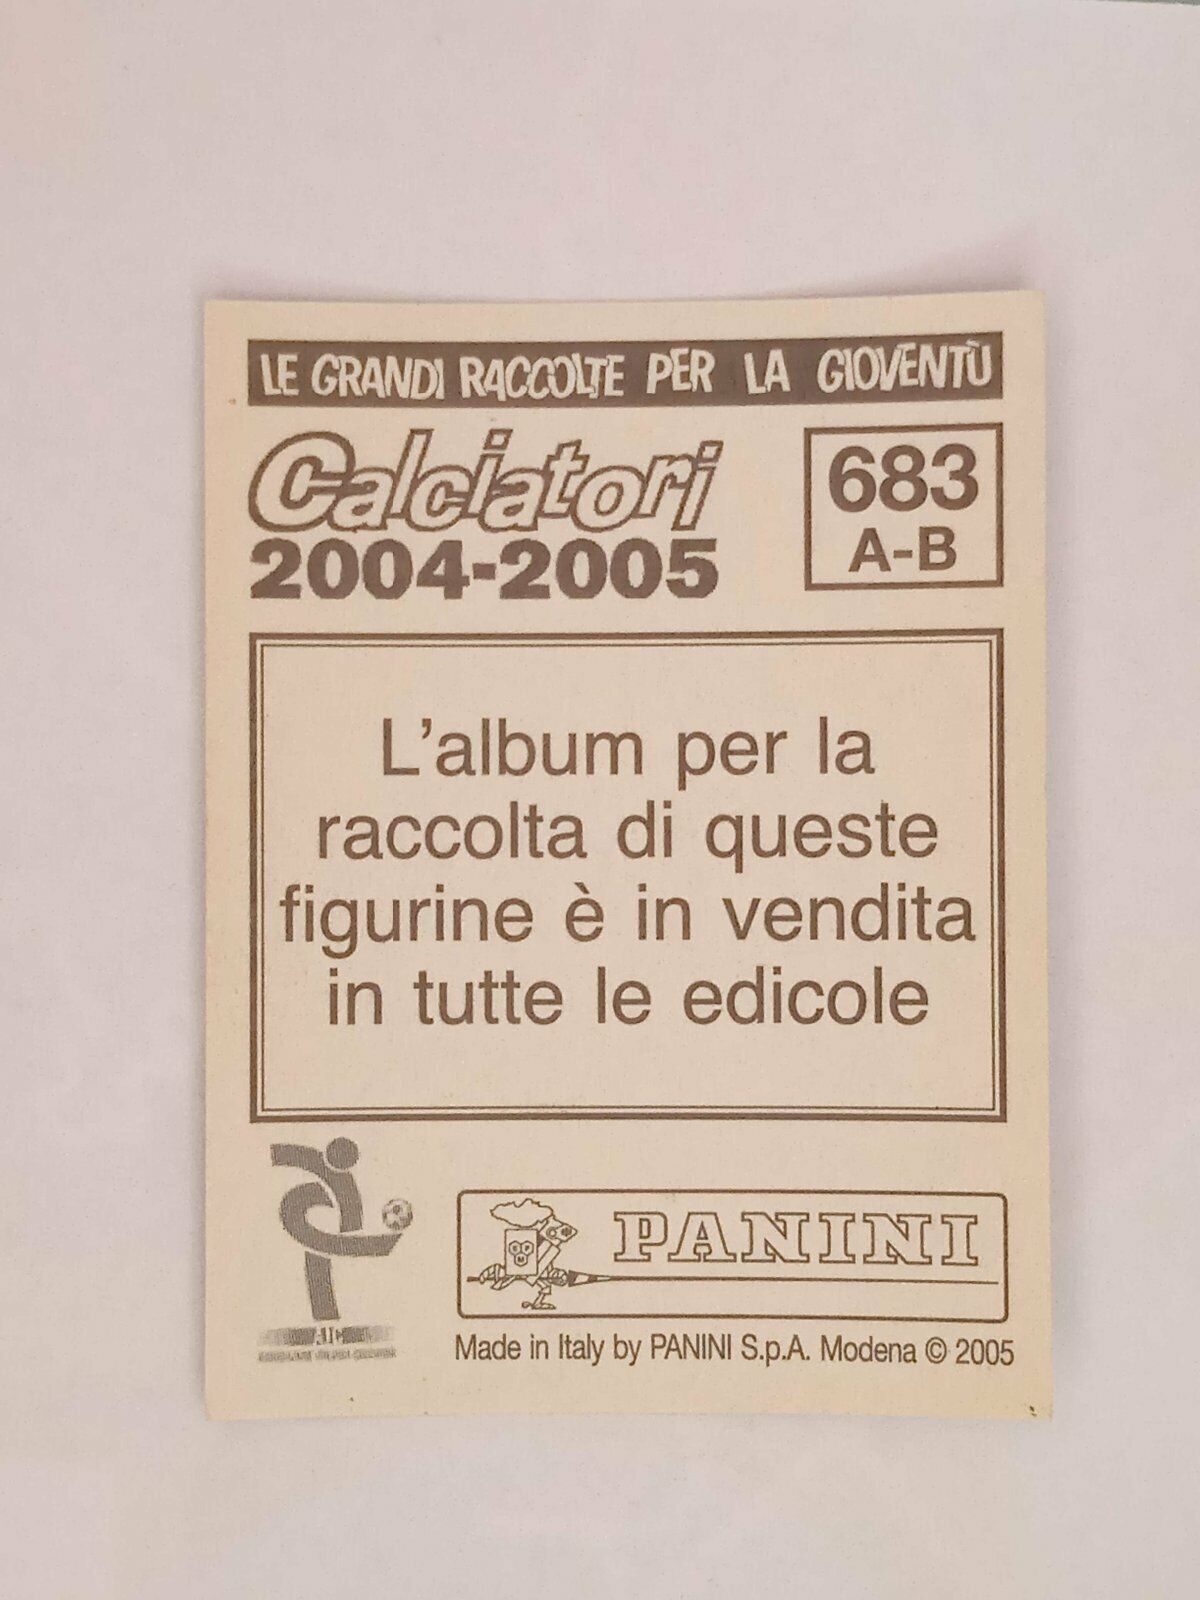 LE GRANDI RACCOLTE PER LA GIOVENTÙ
Calciatori
2004-2005
683
A-B
L'album per la
raccolta di queste
figurine è in vendita
in tutte le edicole
PANINI
Made in Italy by PANINI S.p.A. Modena © 2005